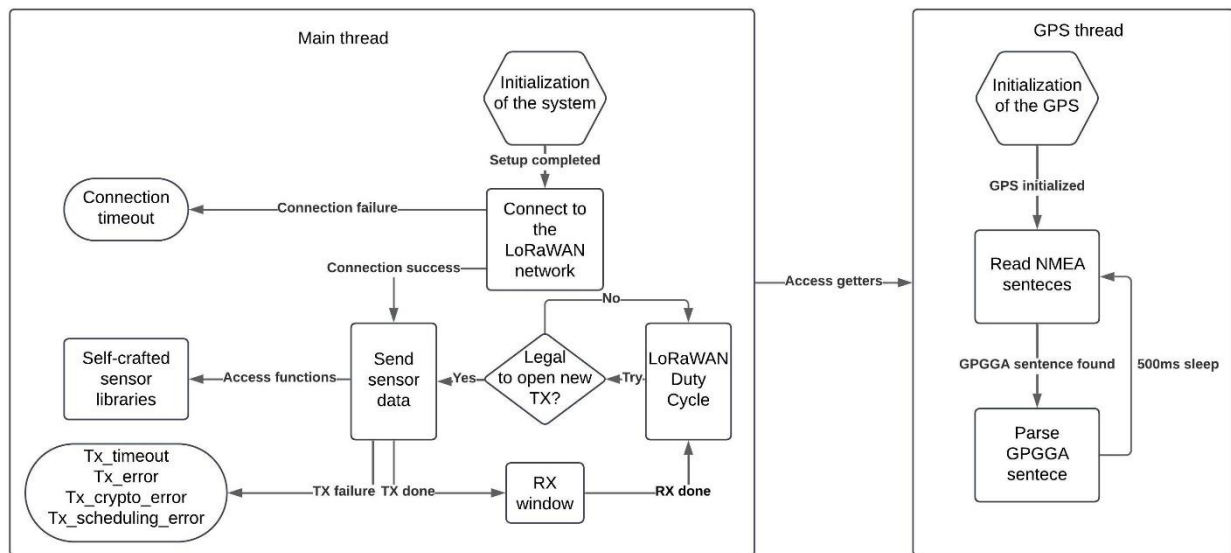 Main thread
Initialization
of the system
Setup completed
Connect to
the
LoRaWAN
network
Connection failure
Connection
timeout
Connection success
Send
sensor
data
Access functions
Self-crafted
sensor
libraries
Yes
Legal
to open new
TX?
No
Try
LoRaWAN
Duty
Cycle
TX failure
Tx_timeout
Tx_error
Tx_crypto_error
Tx_scheduling_error
TX done
RX
window
RX done
Access getters
GPS thread
Initialization
of the GPS
GPS initialized
Read NMEA
senteces
GPGGA sentence found
500ms sleep
Parse
GPGGA
sentece